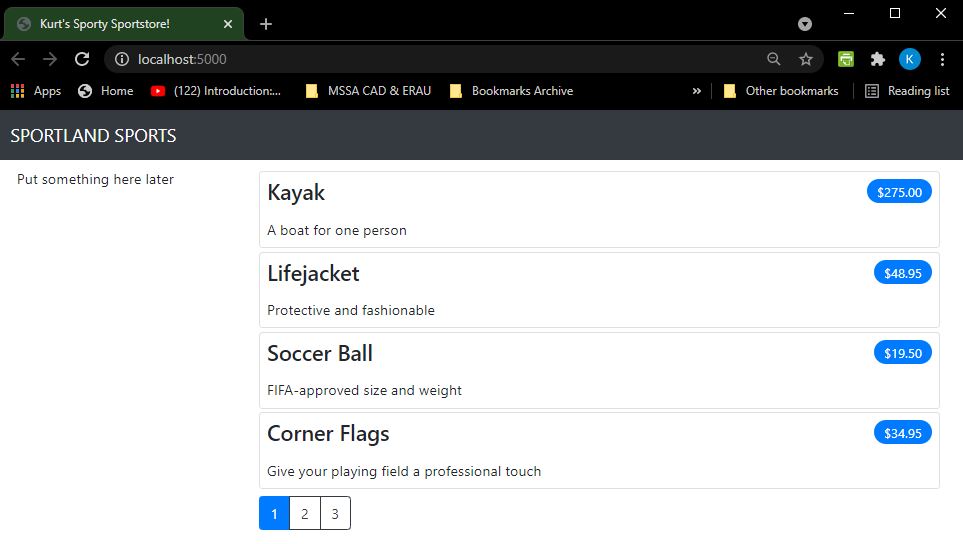 Kurt's Sporty Sportstore!
localhost:5000
K
Apps Home (122) Introduction:... MSSA CAD & ERAU Bookmarks Archive » Other bookmarks Reading list
SPORTLAND SPORTS
Put something here later
Kayak $275.00
A boat for one person
Lifejacket $48.95
Protective and fashionable
Soccer Ball $19.50
FIFA-approved size and weight
Corner Flags $34.95
Give your playing field a professional touch
1 2 3